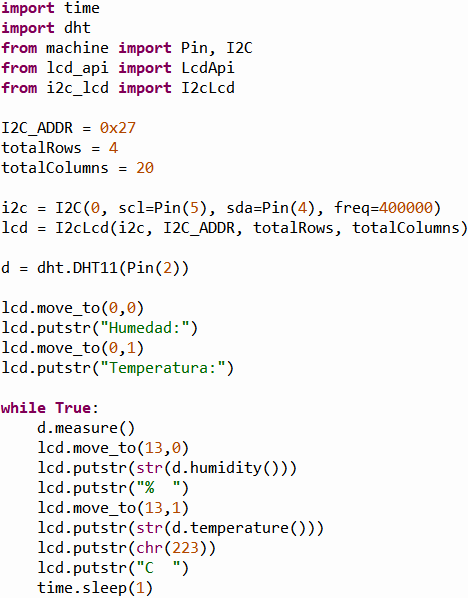 import time
import dht
from machine import Pin, I2C
from lcd_api import LcdApi
from i2c_lcd import I2cLcd

I2C_ADDR = 0x27
totalRows = 4
totalColumns = 20

i2c = I2C(0, scl=Pin(5), sda=Pin(4), freq=400000)
lcd = I2cLcd(i2c, I2C_ADDR, totalRows, totalColumns)

d = dht.DHT11(Pin(2))

lcd.move_to(0,0)
lcd.putstr("Humedad:")
lcd.move_to(0,1)
lcd.putstr("Temperatura:")

while True:
    d.measure()
    lcd.move_to(13,0)
    lcd.putstr(str(d.humidity()))
    lcd.putstr("%  ")
    lcd.move_to(13,1)
    lcd.putstr(str(d.temperature()))
    lcd.putstr(chr(223))
    lcd.putstr("C  ")
    time.sleep(1)